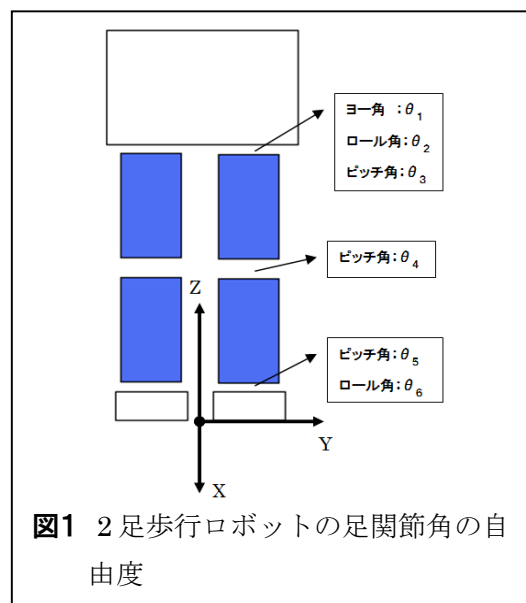 ヨー角 :θ1
ロール角:θ2
ピッチ角:θ3
ピッチ角:θ4
Z
ピッチ角:θ5
ロール角:θ6
Y
X
図1 2足歩行ロボットの足関節角の自
由度